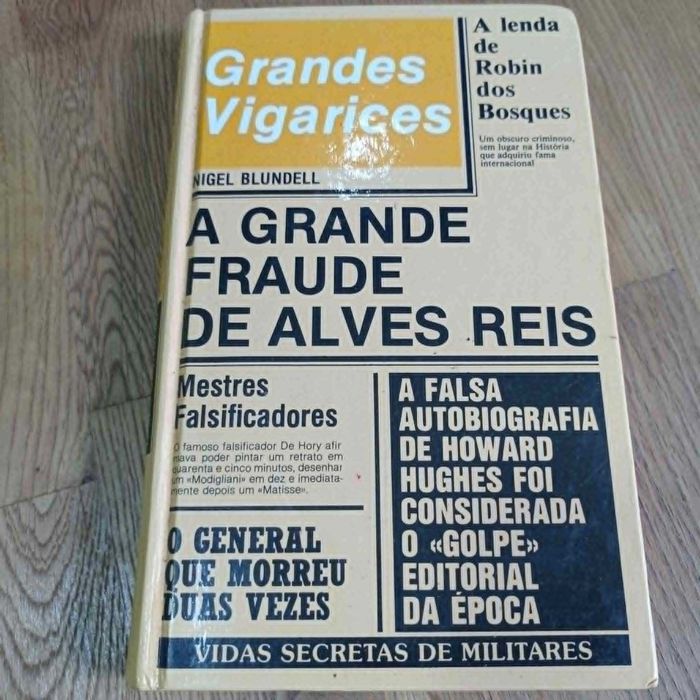 Grandes
Vigarices
NIGEL BLUNDELL
A lenda
de
Robin
dos
Bosques
Um obscuro criminoso,
sem lugar na História
que adquiriu fama
internacional
A GRANDE
FRAUDE
DE ALVES REIS
Mestres
Falsificadores
O famoso falsificador De Hory afir
mava poder pintar um retrato em
quarenta e cinco minutos, desenhar
um «Modigliani» em dez e imediata-
mente depois um «Matisse».
O GENERAL
QUE MORREU
DUAS VEZES
A FALSA
AUTOBIOGRAFIA
DE HOWARD
HUGHES FOI
CONSIDERADA
O «GOLPE»
EDITORIAL
DA ÉPOCA
VIDAS SECRETAS DE MILITARES